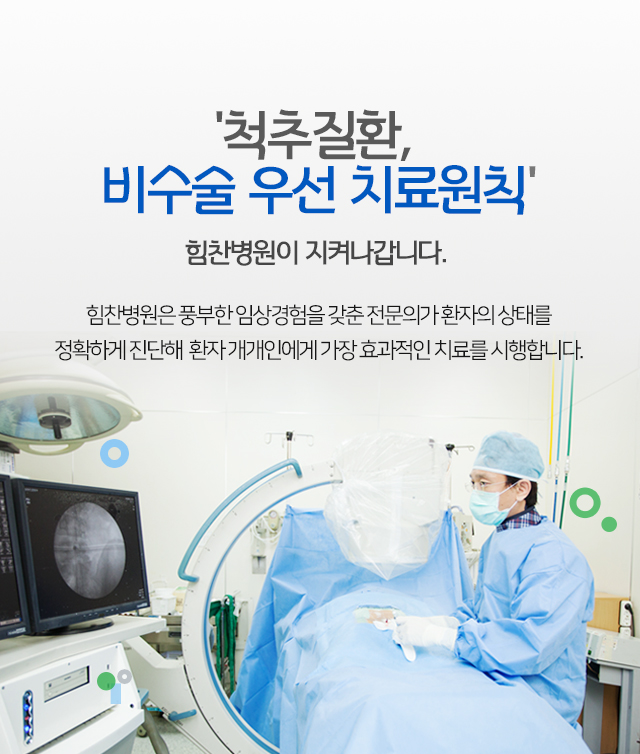 '척추질환,
비수술 우선 치료원칙'
힘찬병원이 지켜나갑니다.
힘찬병원은 풍부한 임상경험을 갖춘 전문의가 환자의 상태를
정확하게 진단해 환자 개개인에게 가장 효과적인 치료를 시행합니다.